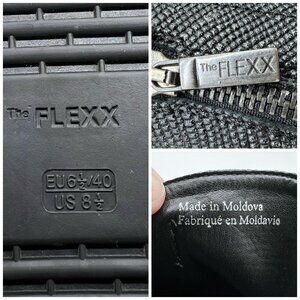 The FLEXX
EU6½/40
US 8½
The FLEXX
Made in Moldova
Fabriqué en Moldavie